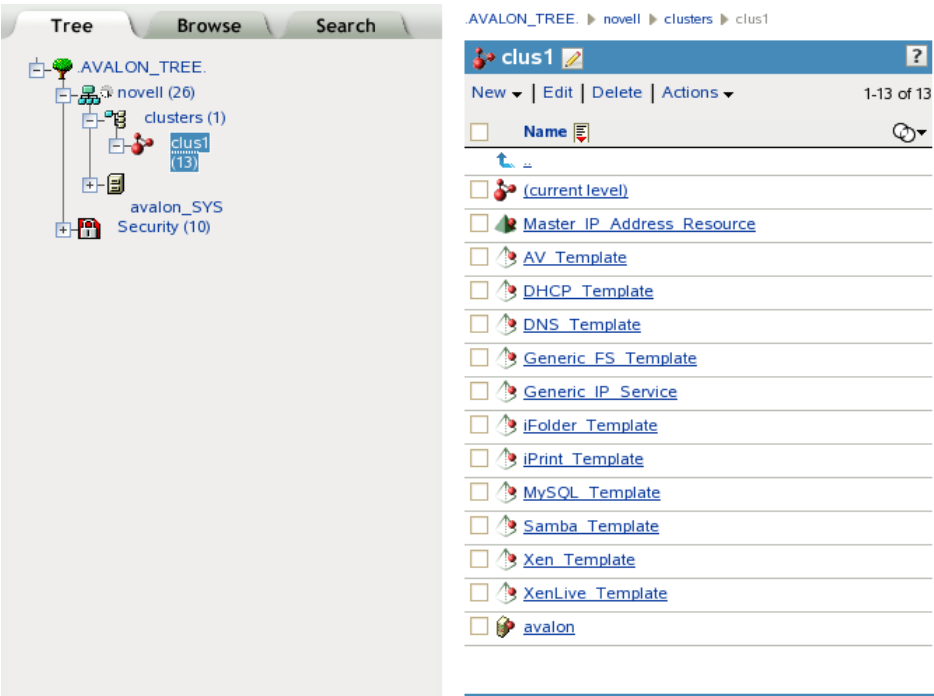 Tree Browse Search
.AVALON_TREE.
novell (26)
clusters (1)
clus1
(13)
avalon_SYS
Security (10)
.AVALON_TREE. novell clusters clus1
clus1 ?
New Edit | Delete | Actions 1-13 of 13
Name
..
(current level)
Master_IP_Address_Resource
AV_Template
DHCP_Template
DNS_Template
Generic_FS_Template
Generic_IP_Service
iFolder_Template
iPrint_Template
MySQL_Template
Samba_Template
Xen_Template
XenLive_Template
avalon